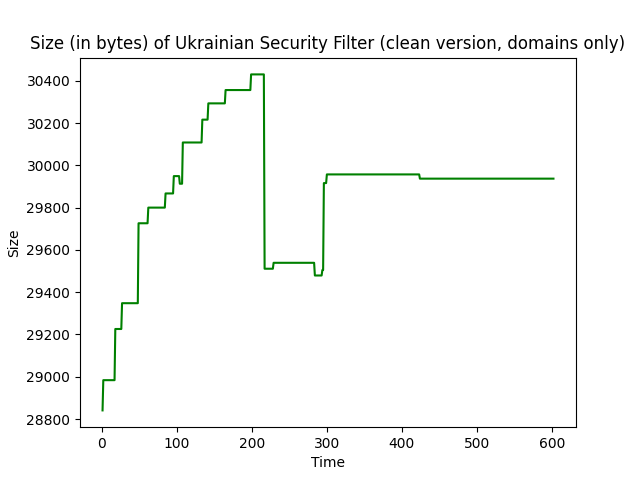 Size (in bytes) of Ukrainian Security Filter (clean version, domains only)
30400
30200
30000
29800
29600
29400
29200
29000
28800
Size
0 100 200 300 400 500 600
Time